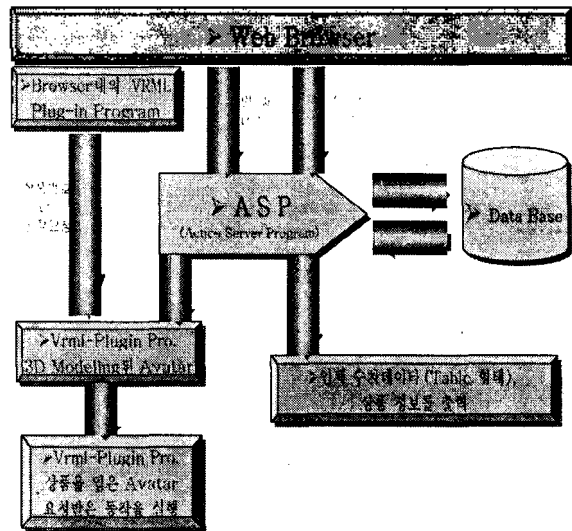 ➢ Web Browser
➢Browser내의 VRML
Plug-in Program
➢ A S P
(Action Server Program)
➢ Data Base
➢Vrml-Plugin Pro.
3D Modeling된 Avatar
➢인체 수치데이터 (Table 형태),
상품 정보를 출력
➢Vrml-Plugin Pro.
상품을 입은 Avatar
요청받은 동작을 실행